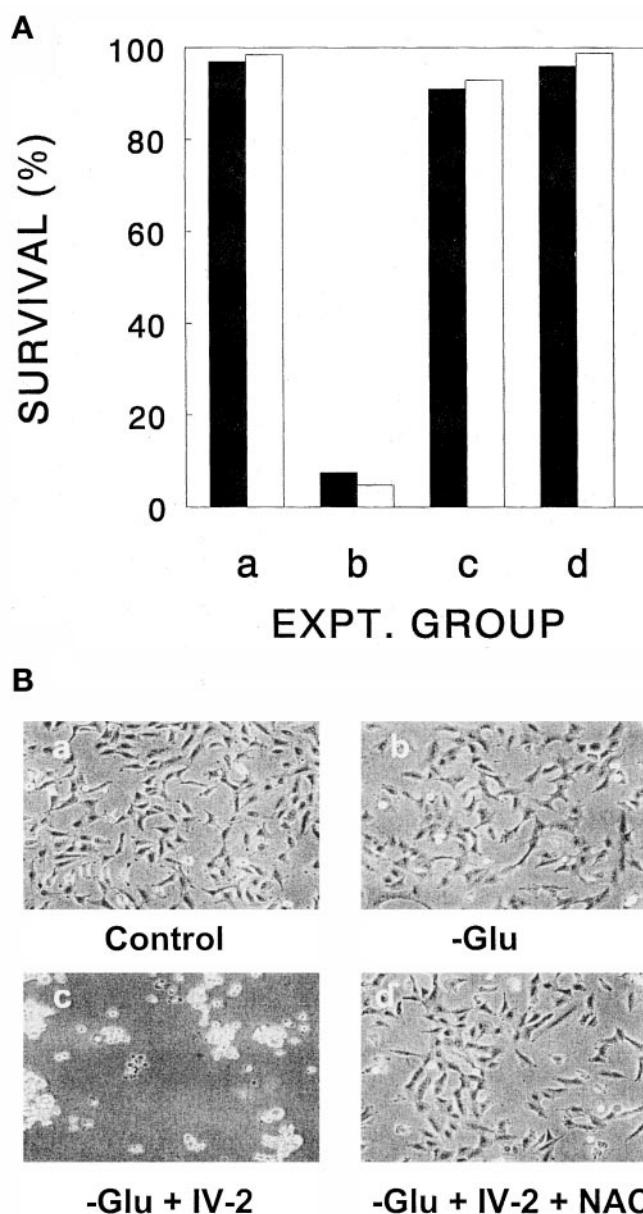 A
SURVIVAL (%)
100
80
60
40
20
0
a b c d
EXPT. GROUP
B
a b
Control -Glu
c d
-Glu + IV-2 -Glu + IV-2 + NAC